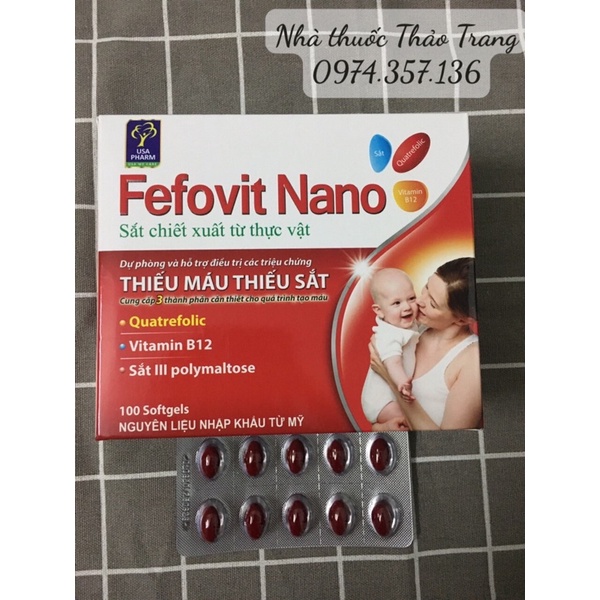 Nhà thuốc Thảo Trang
0974.357.136
USA
PHARM
Sắt
Quatrefolic
Vitamin
B12
Fefovit Nano
Sắt chiết xuất từ thực vật
Dự phòng và hỗ trợ điều trị các triệu chứng
THIẾU MÁU THIẾU SẮT
Cung cấp 3 thành phần cần thiết cho quá trình tạo máu
Quatrefolic
Vitamin B12
Sắt III polymaltose
100 Softgels
NGUYÊN LIỆU NHẬP KHẨU TỪ MỸ